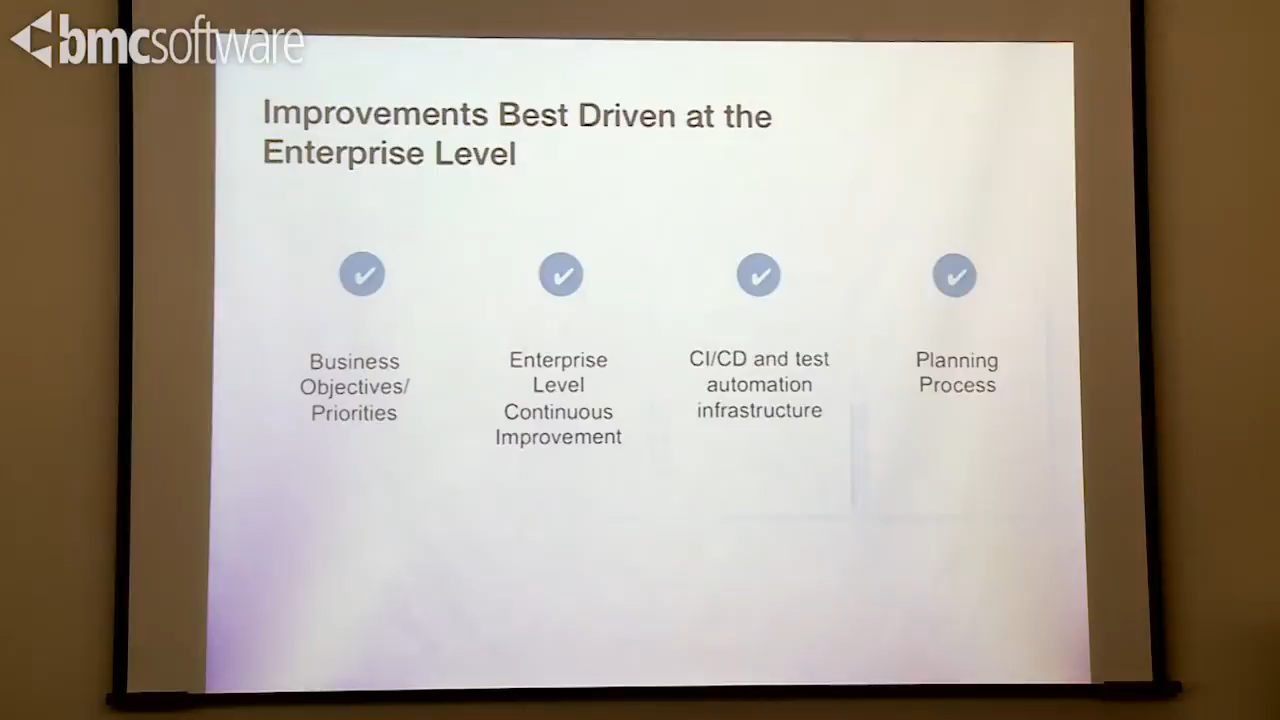 bmcsoftware
Improvements Best Driven at the
Enterprise Level
Business
Objectives/
Priorities
Enterprise
Level
Continuous
Improvement
CI/CD and test
automation
infrastructure
Planning
Process